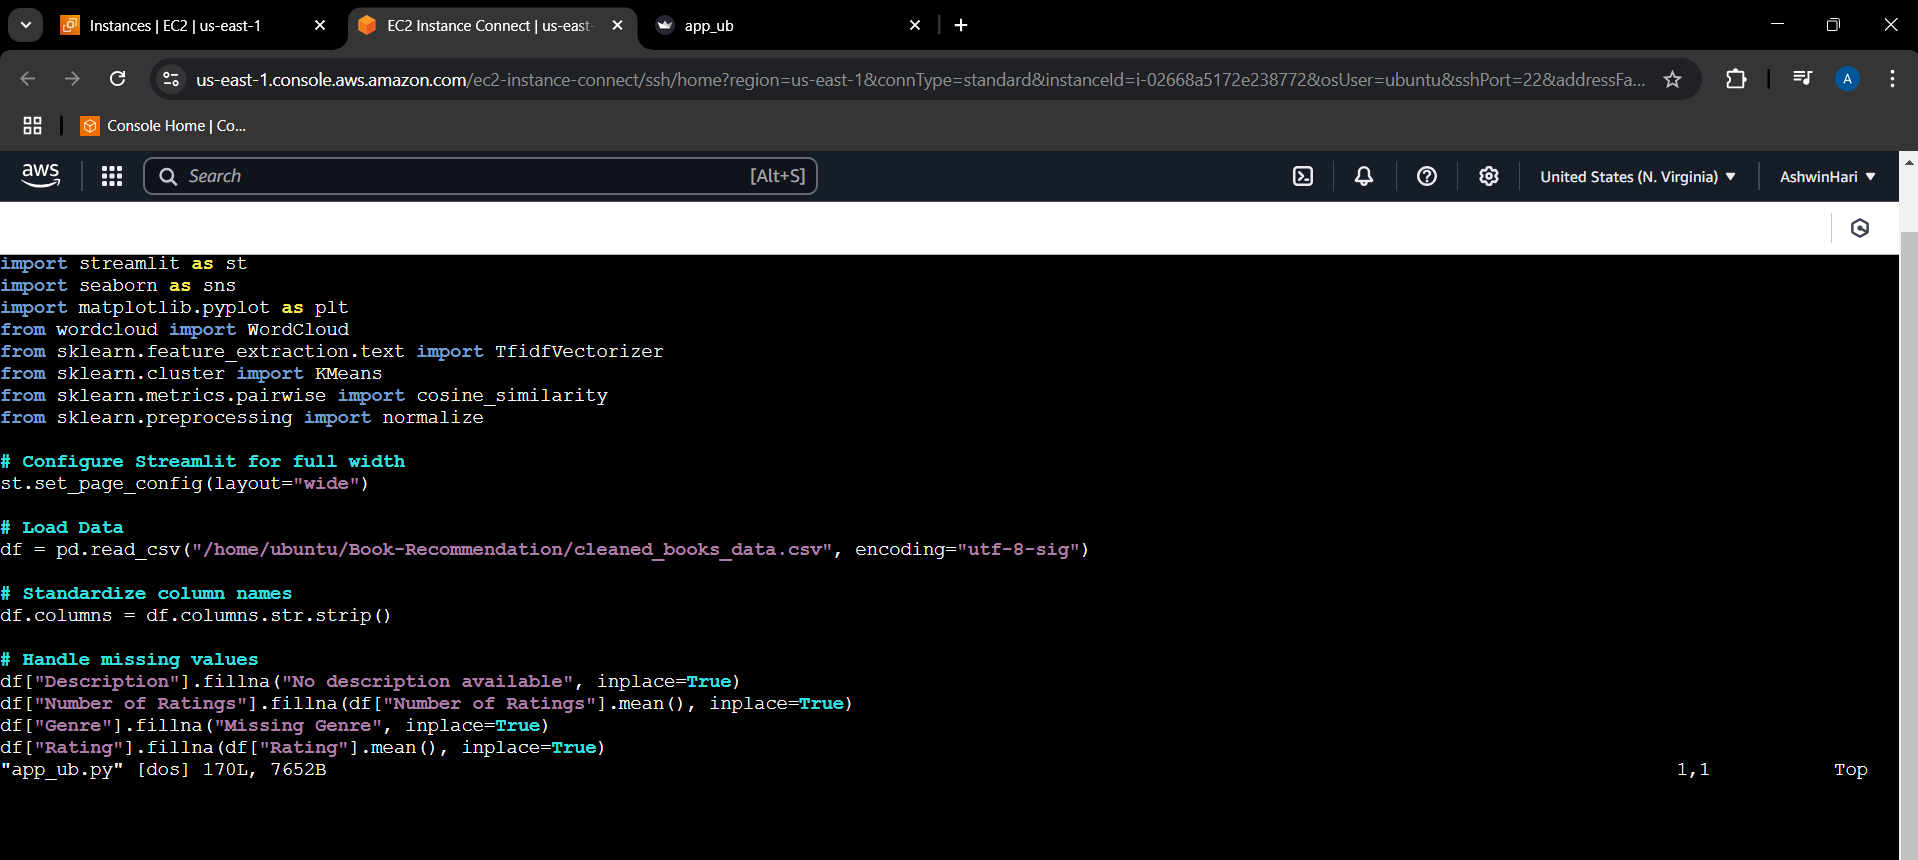 Instances | EC2 | us-east-1
EC2 Instance Connect | us-east-
app_ub
us-east-1.console.aws.amazon.com/ec2-instance-connect/ssh/home?region=us-east-1&connType=standard&instanceId=i-02668a5172e238772&osUser=ubuntu&sshPort=22&addressFa...
A
Console Home | Co...
aws
Search
[Alt+S]
United States (N. Virginia)
AshwinHari
import streamlit as st
import seaborn as sns
import matplotlib.pyplot as plt
from wordcloud import WordCloud
from sklearn.feature_extraction.text import TfidfVectorizer
from sklearn.cluster import KMeans
from sklearn.metrics.pairwise import cosine_similarity
from sklearn.preprocessing import normalize
# Configure Streamlit for full width
st.set_page_config(layout="wide")
# Load Data
df = pd.read_csv("/home/ubuntu/Book-Recommendation/cleaned_books_data.csv", encoding="utf-8-sig")
# Standardize column names
df.columns = df.columns.str.strip()
# Handle missing values
df["Description"].fillna("No description available", inplace=True)
df["Number of Ratings"].fillna(df["Number of Ratings"].mean(), inplace=True)
df["Genre"].fillna("Missing Genre", inplace=True)
df["Rating"].fillna(df["Rating"].mean(), inplace=True)
"app_ub.py" [dos] 170L, 7652B 1,1 Top